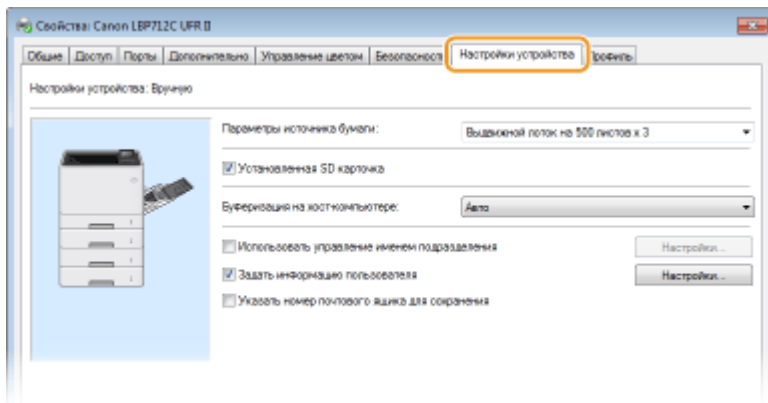 Свойства: Canon LBP712C UFR II
Общие Доступ Порты Дополнительно Управление цветом Безопасност Настройки устройства Профиль
Настройки устройства: Вручную
Параметры источника бумаги: Выдвижной лоток на 500 листов x 3
Установленная SD карточка
Буферизация на хост-компьютере: Авто
Использовать управление именем подразделения Настройки...
Задать информацию пользователя Настройки...
Указать номер почтового ящика для сохранения